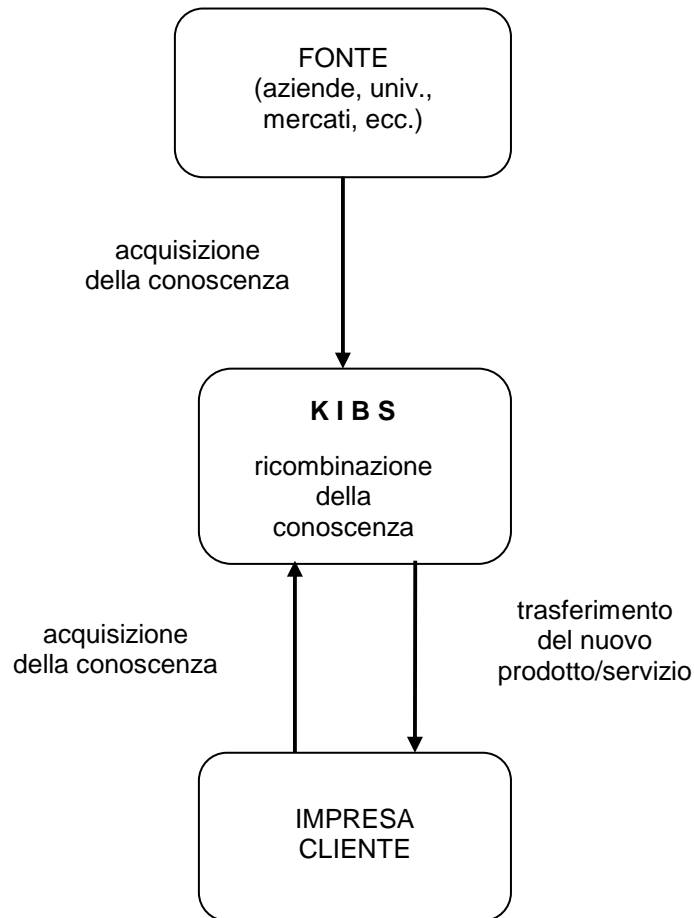 FONTE
(aziende, univ.,
mercati, ecc.)
acquisizione
della conoscenza
K I B S
ricombinazione
della
conoscenza
acquisizione
della conoscenza
trasferimento
del nuovo
prodotto/servizio
IMPRESA
CLIENTE